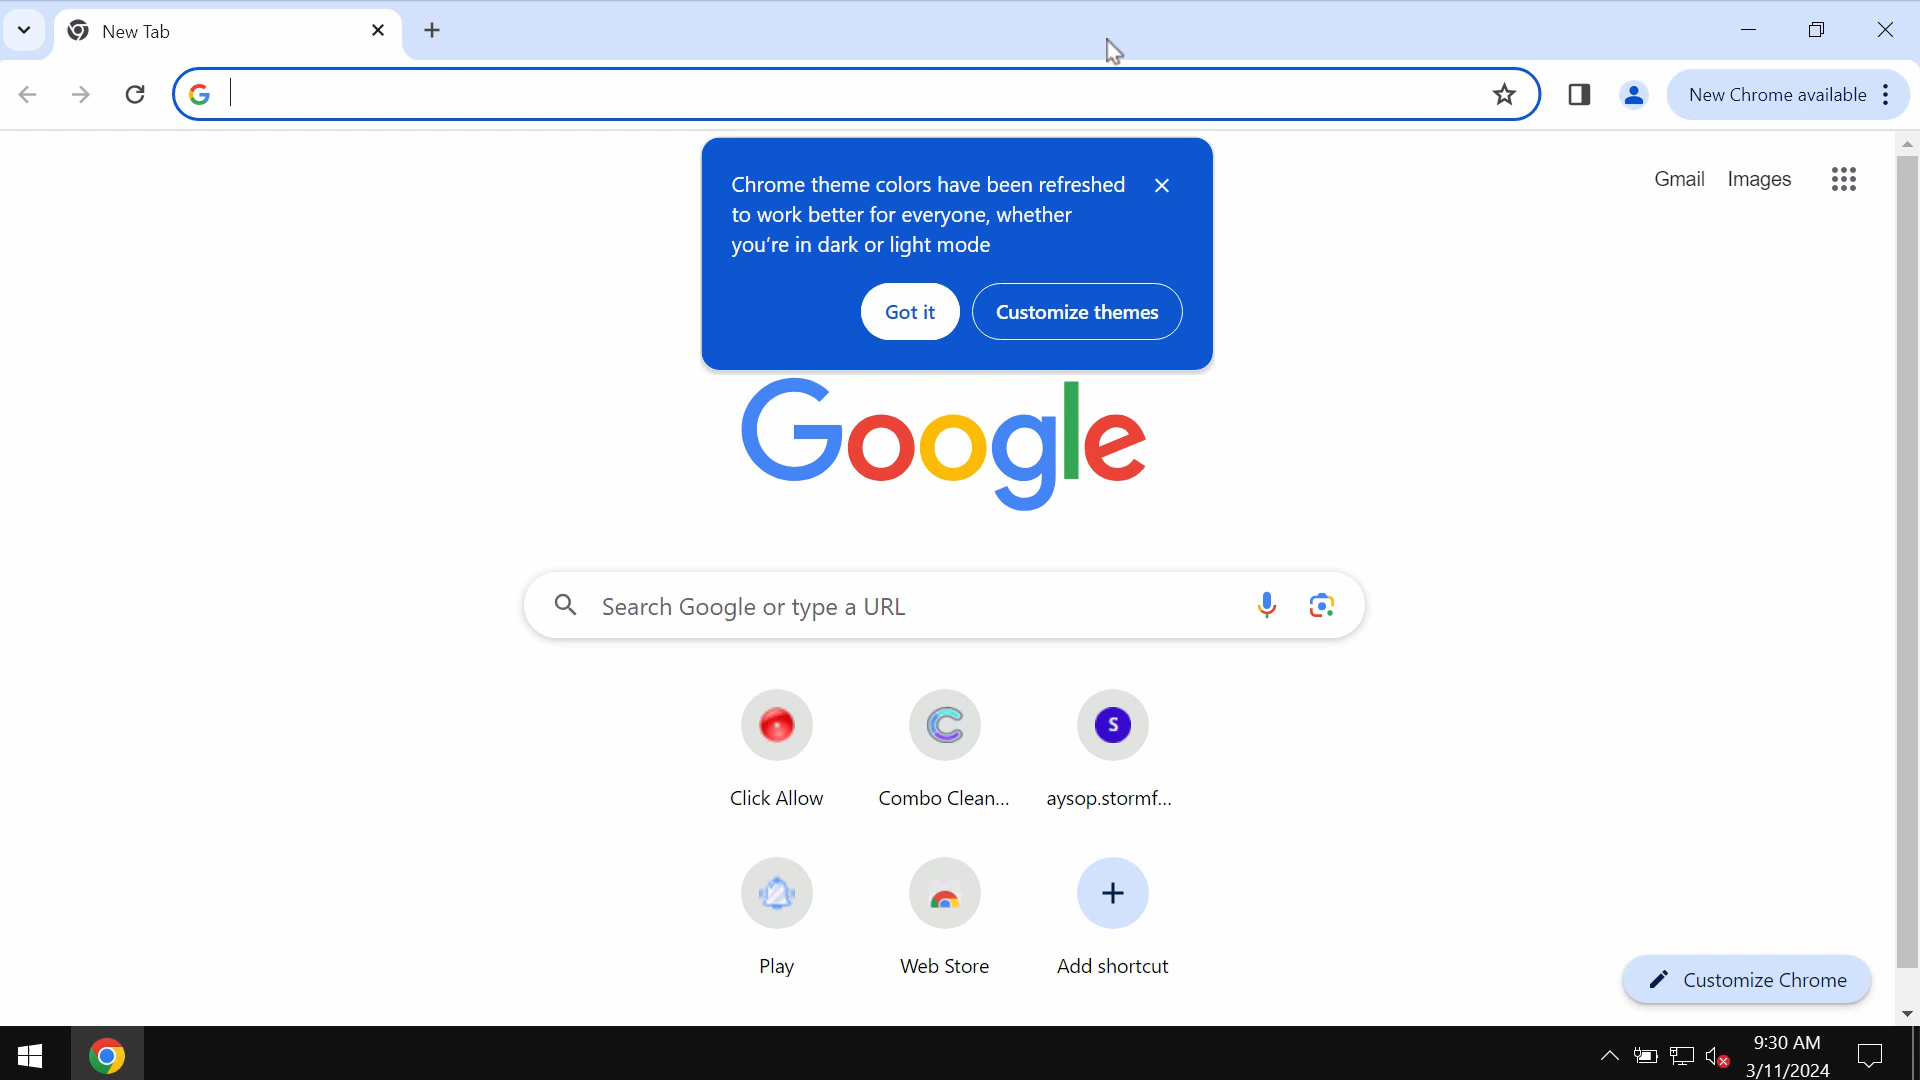 New Tab
New Chrome available
Gmail Images
Chrome theme colors have been refreshed
to work better for everyone, whether
you're in dark or light mode
Got it
Customize themes
Google
Search Google or type a URL
Click Allow
Combo Clean...
S
aysop.stormf...
Play
Web Store
Add shortcut
Customize Chrome
9:30 AM
3/11/2024